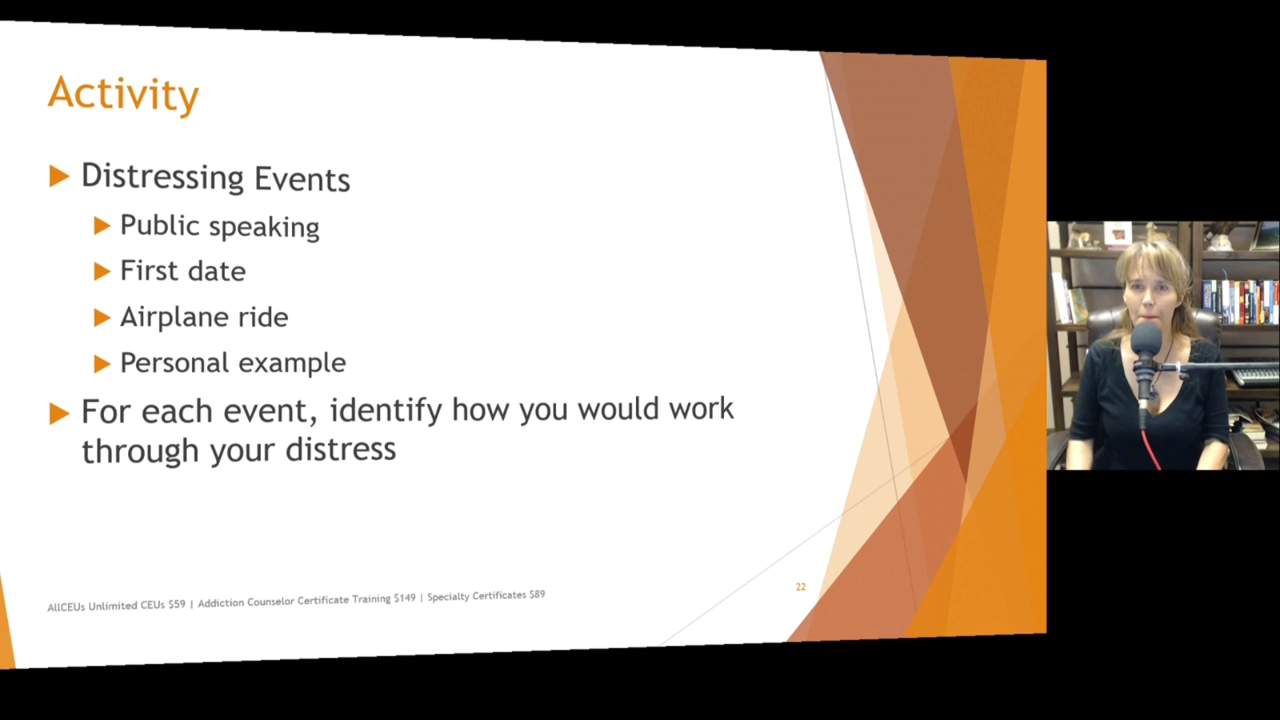 Activity
Distressing Events
Public speaking
First date
Airplane ride
Personal example
For each event, identify how you would work
through your distress
AllCEUs Unlimited CEUs $59 | Addiction Counselor Certificate Training $149 | Specialty Certificates $89
22